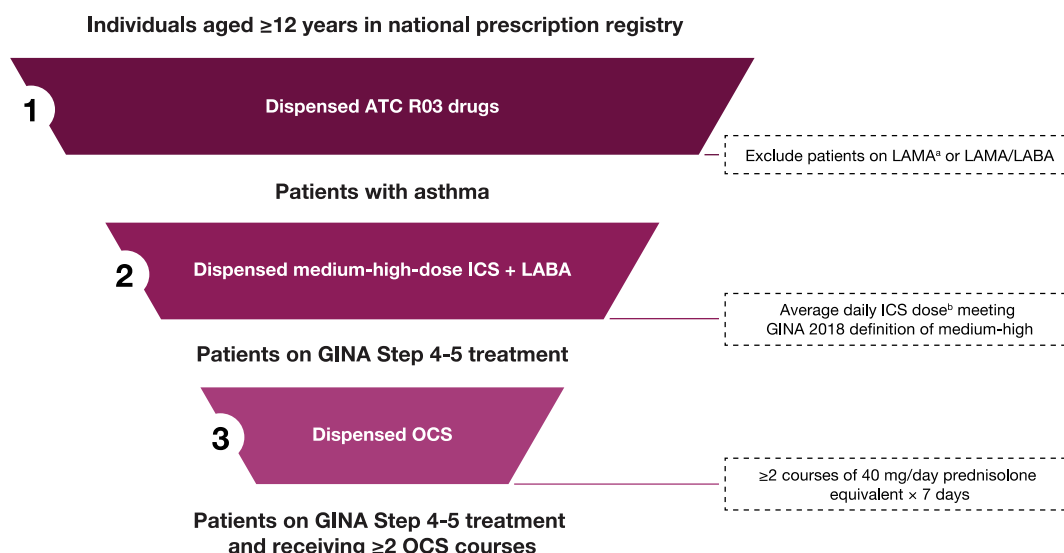 Individuals aged ≥12 years in national prescription registry
1
Dispensed ATC R03 drugs
Exclude patients on LAMAᵃ or LAMA/LABA
Patients with asthma
2
Dispensed medium-high-dose ICS + LABA
Average daily ICS doseᵇ meeting
GINA 2018 definition of medium-high
Patients on GINA Step 4-5 treatment
3
Dispensed OCS
≥2 courses of 40 mg/day prednisolone
equivalent × 7 days
Patients on GINA Step 4-5 treatment
and receiving ≥2 OCS courses